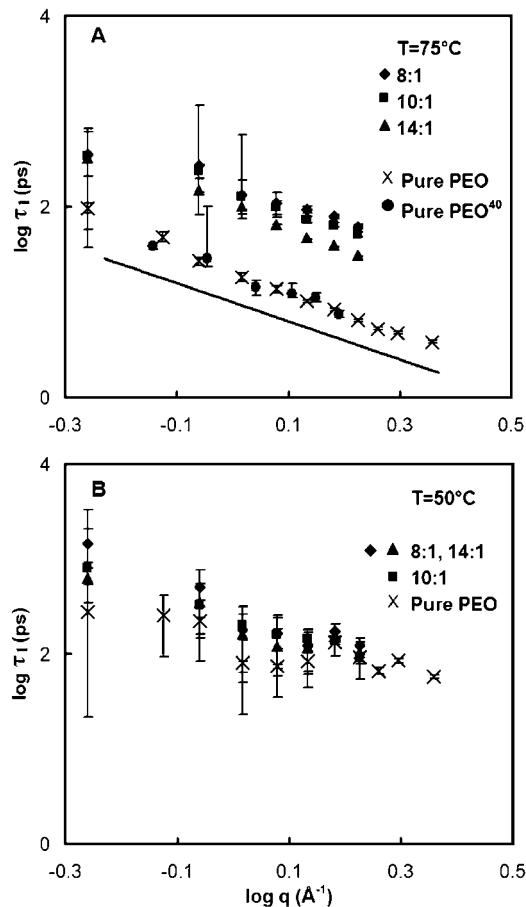 4
A
T=75°C
8:1
10:1
14:1
Pure PEO
Pure PEO40
2
log τ1 (ps)
0
-0.3 -0.1 0.1 0.3 0.5
4
B
T=50°C
8:1, 14:1
10:1
Pure PEO
2
log τ1 (ps)
0
-0.3 -0.1 0.1 0.3 0.5
log q (Å-1)